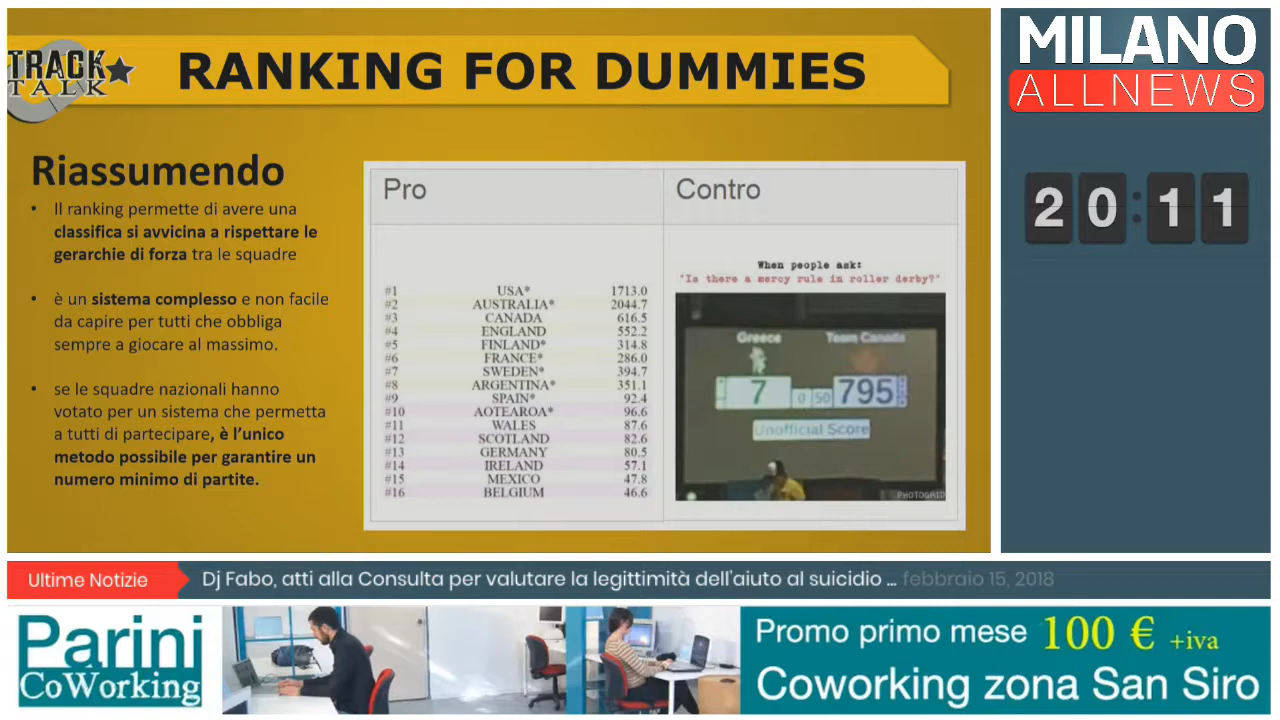 TRACK
TALK
RANKING FOR DUMMIES
MILANO
ALLNEWS
20:11
Riassumendo
• Il ranking permette di avere una
classifica si avvicina a rispettare le
gerarchie di forza tra le squadre
• è un sistema complesso e non facile
da capire per tutti che obbliga
sempre a giocare al massimo.
• se le squadre nazionali hanno
votato per un sistema che permetta
a tutti di partecipare, è l'unico
metodo possibile per garantire un
numero minimo di partite.
Pro
#1 USA* 1713.0
#2 AUSTRALIA* 2044.7
#3 CANADA 616.5
#4 ENGLAND 552.2
#5 FINLAND* 314.8
#6 FRANCE* 286.0
#7 SWEDEN* 394.7
#8 ARGENTINA* 351.1
#9 SPAIN* 92.4
#10 AOTEAROA* 96.6
#11 WALES 87.6
#12 SCOTLAND 82.6
#13 GERMANY 80.5
#14 IRELAND 57.1
#15 MEXICO 47.8
#16 BELGIUM 46.6
Contro
When people ask:
"Is there a mercy rule in roller derby?"
Greece Team Canada
7 0 50 795
Unofficial Score
PHOTOGRID
Ultime Notizie
Dj Fabo, atti alla Consulta per valutare la legittimità dell'aiuto al suicidio ... febbraio 15, 2018
Parini
CoWorking
Promo primo mese 100 € +iva
Coworking zona San Siro